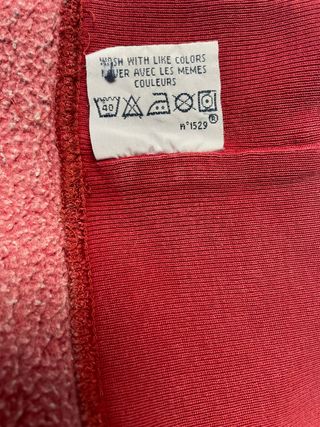 WASH WITH LIKE COLORS
LAVER AVEC LES MEMES
COULEURS
40
n°1529 ®